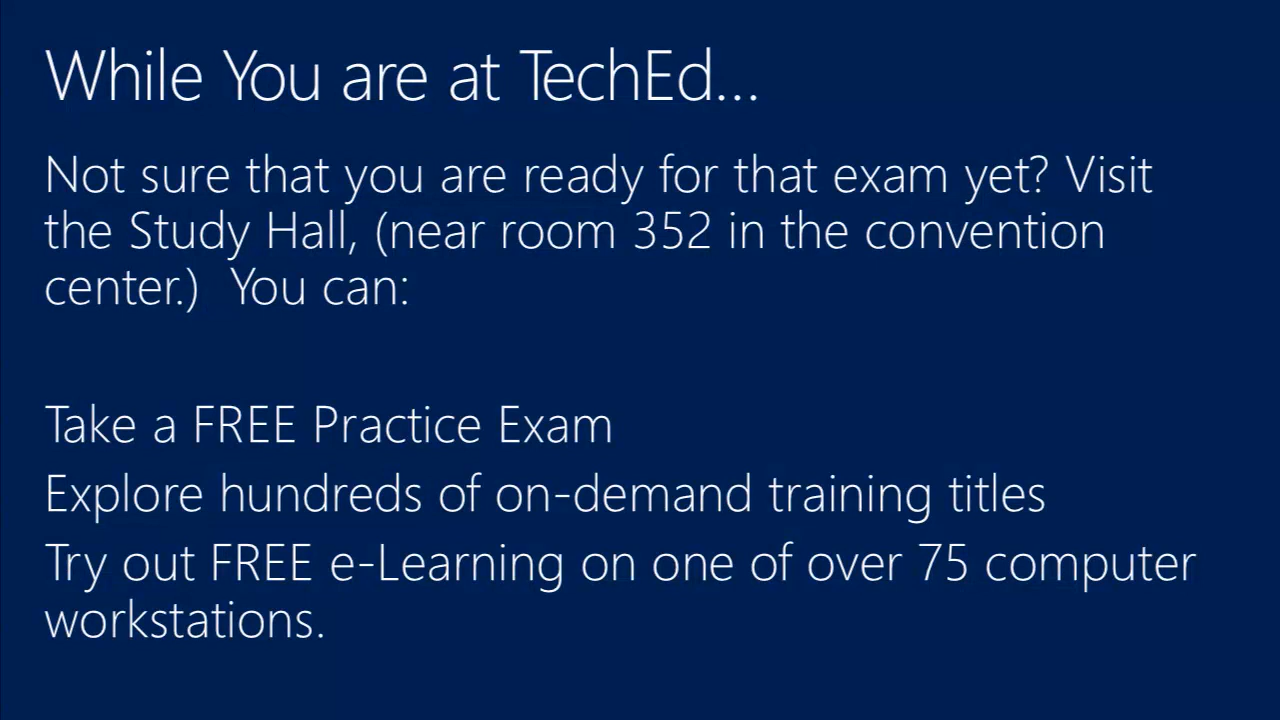 While You are at TechEd...
Not sure that you are ready for that exam yet? Visit
the Study Hall, (near room 352 in the convention
center.)  You can:
Take a FREE Practice Exam
Explore hundreds of on-demand training titles
Try out FREE e-Learning on one of over 75 computer
workstations.